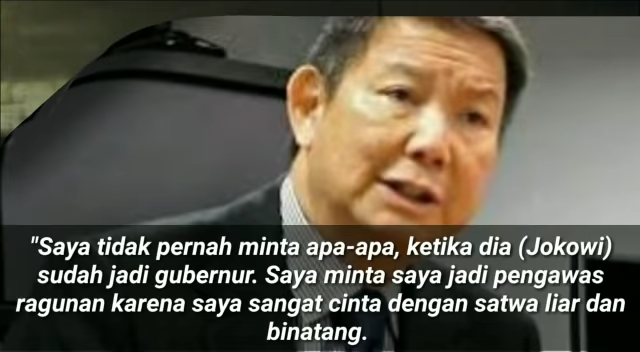 "Saya tidak pernah minta apa-apa, ketika dia (Jokowi)
sudah jadi gubernur. Saya minta saya jadi pengawas
ragunan karena saya sangat cinta dengan satwa liar dan
binatang.